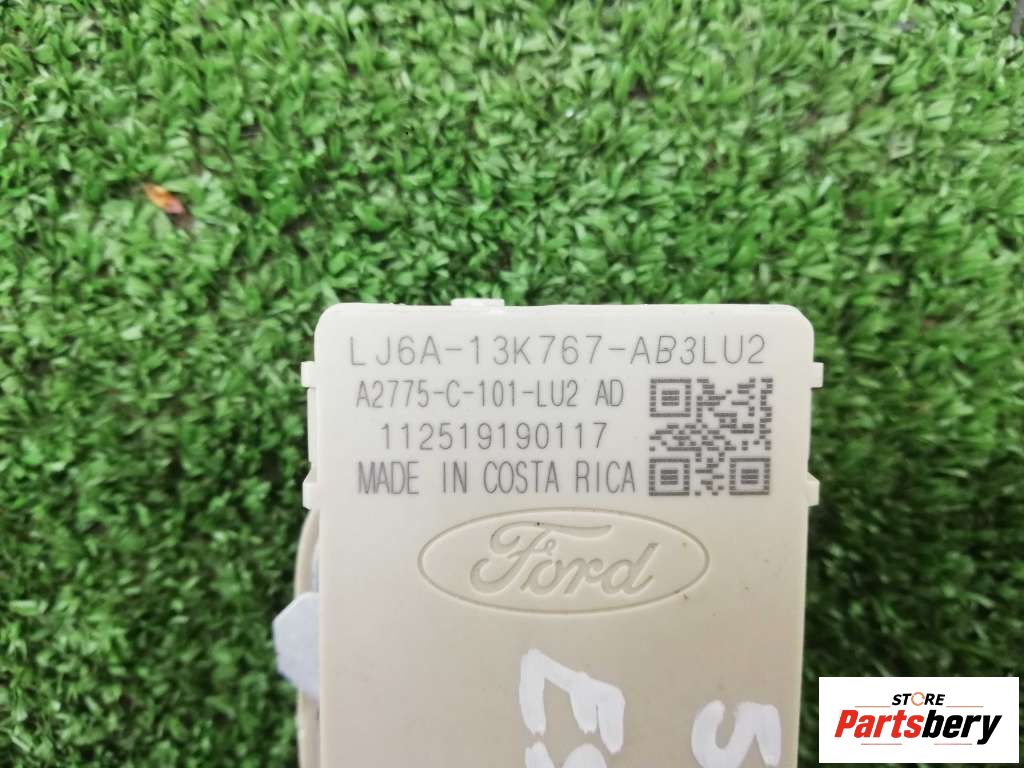 LJ6A-13K767-AB3LU2
A2775-C-101-LU2 AD
112519190117
MADE IN COSTA RICA
Ford
STORE
Partsbery